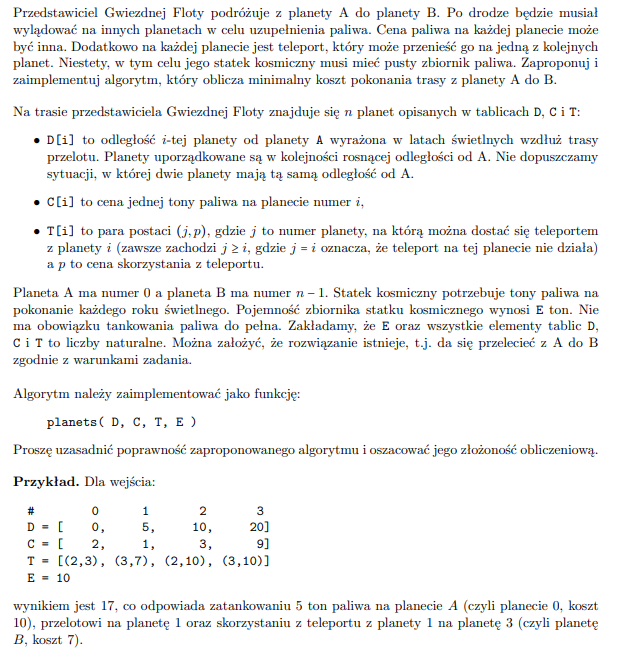 Przedstawiciel Gwiezdnej Floty podróżuje z planety A do planety B. Po drodze będzie musiał
wylądować na innych planetach w celu uzupełnienia paliwa. Cena paliwa na każdej planecie może
być inna. Dodatkowo na każdej planecie jest teleport, który może przenieść go na jedną z kolejnych
planet. Niestety, w tym celu jego statek kosmiczny musi mieć pusty zbiornik paliwa. Zaproponuj i
zaimplementuj algorytm, który oblicza minimalny koszt pokonania trasy z planety A do B.
Na trasie przedstawiciela Gwiezdnej Floty znajduje się n planet opisanych w tablicach D, C i T:
• D[i] to odległość i-tej planety od planety A wyrażona w latach świetlnych wzdłuż trasy
przelotu. Planety uporządkowane są w kolejności rosnącej odległości od A. Nie dopuszczamy
sytuacji, w której dwie planety mają tą samą odległość od A.
• C[i] to cena jednej tony paliwa na planecie numer i,
• T[i] to para postaci (j,p), gdzie j to numer planety, na którą można dostać się teleportem
z planety i (zawsze zachodzi j ≥ i, gdzie j = i oznacza, że teleport na tej planecie nie działa)
a p to cena skorzystania z teleportu.
Planeta A ma numer 0 a planeta B ma numer n − 1. Statek kosmiczny potrzebuje tony paliwa na
pokonanie każdego roku świetlnego. Pojemność zbiornika statku kosmicznego wynosi E ton. Nie
ma obowiązku tankowania paliwa do pełna. Zakładamy, że E oraz wszystkie elementy tablic D,
C i T to liczby naturalne. Można założyć, że rozwiązanie istnieje, t.j. da się przelecieć z A do B
zgodnie z warunkami zadania.
Algorytm należy zaimplementować jako funkcję:
planets( D, C, T, E )
Proszę uzasadnić poprawność zaproponowanego algorytmu i oszacować jego złożoność obliczeniową.
Przykład. Dla wejścia:
# 0 1 2 3
D = [ 0, 5, 10, 20]
C = [ 2, 1, 3, 9]
T = [(2,3), (3,7), (2,10), (3,10)]
E = 10
wynikiem jest 17, co odpowiada zatankowaniu 5 ton paliwa na planecie A (czyli planecie 0, koszt
10), przelotowi na planetę 1 oraz skorzystaniu z teleportu z planety 1 na planetę 3 (czyli planetę
B, koszt 7).